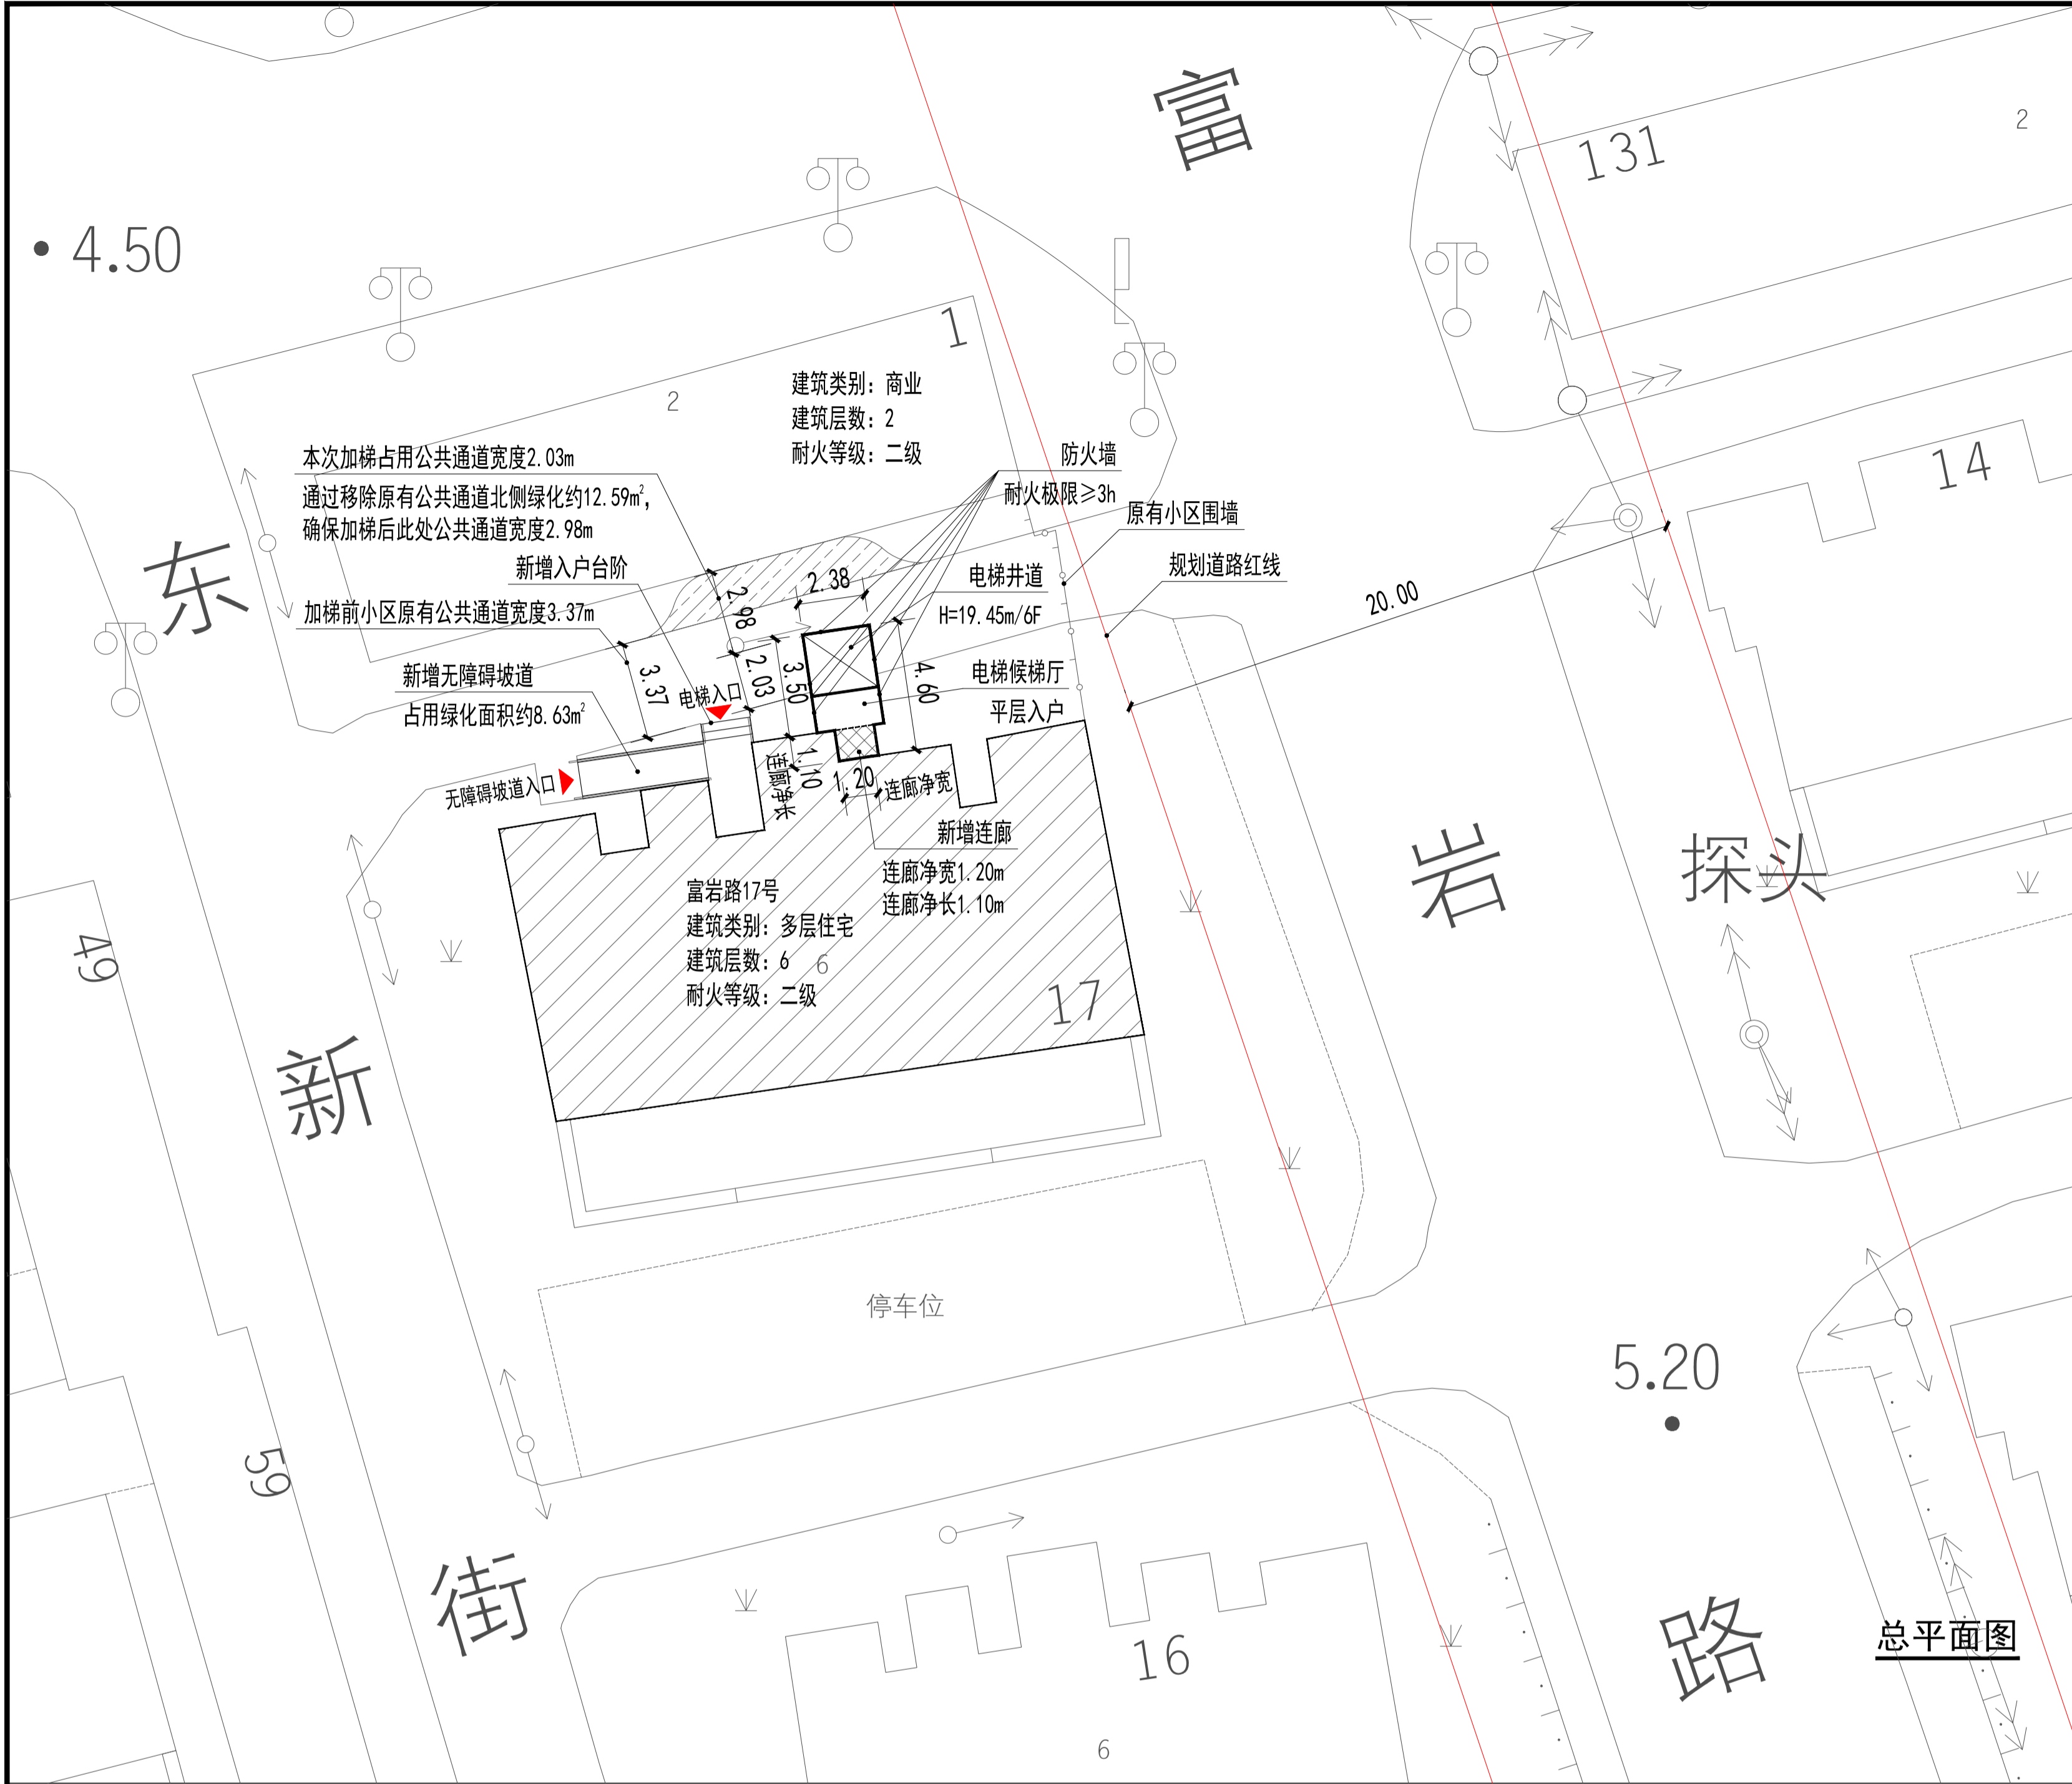 富
131
2
4.50
1
2
建筑类别：商业
建筑层数：2
耐火等级：二级
本次加梯占用公共通道宽度2.03m
通过移除原有公共通道北侧绿化约12.59m²，
确保加梯后此处公共通道宽度2.98m
防火墙
耐火极限≥3h
14
原有小区围墙
东
新增入户台阶
电梯井道
H=19.45m/6F
规划道路红线
2.38
2.98
20.00
加梯前小区原有公共通道宽度3.37m
3.37
2.03
3.50
4.60
新增无障碍坡道
占用绿化面积约8.63m²
电梯入口
电梯候梯厅
平层入户
无障碍坡道入口
连廊净长
1.10
1.20
连廊净宽
新增连廊
连廊净宽1.20m
连廊净长1.10m
岩
探头
富岩路17号
建筑类别：多层住宅
建筑层数：6
耐火等级：二级
6
17
49
新
停车位
5.20
59
街
16
6
路
总平面图